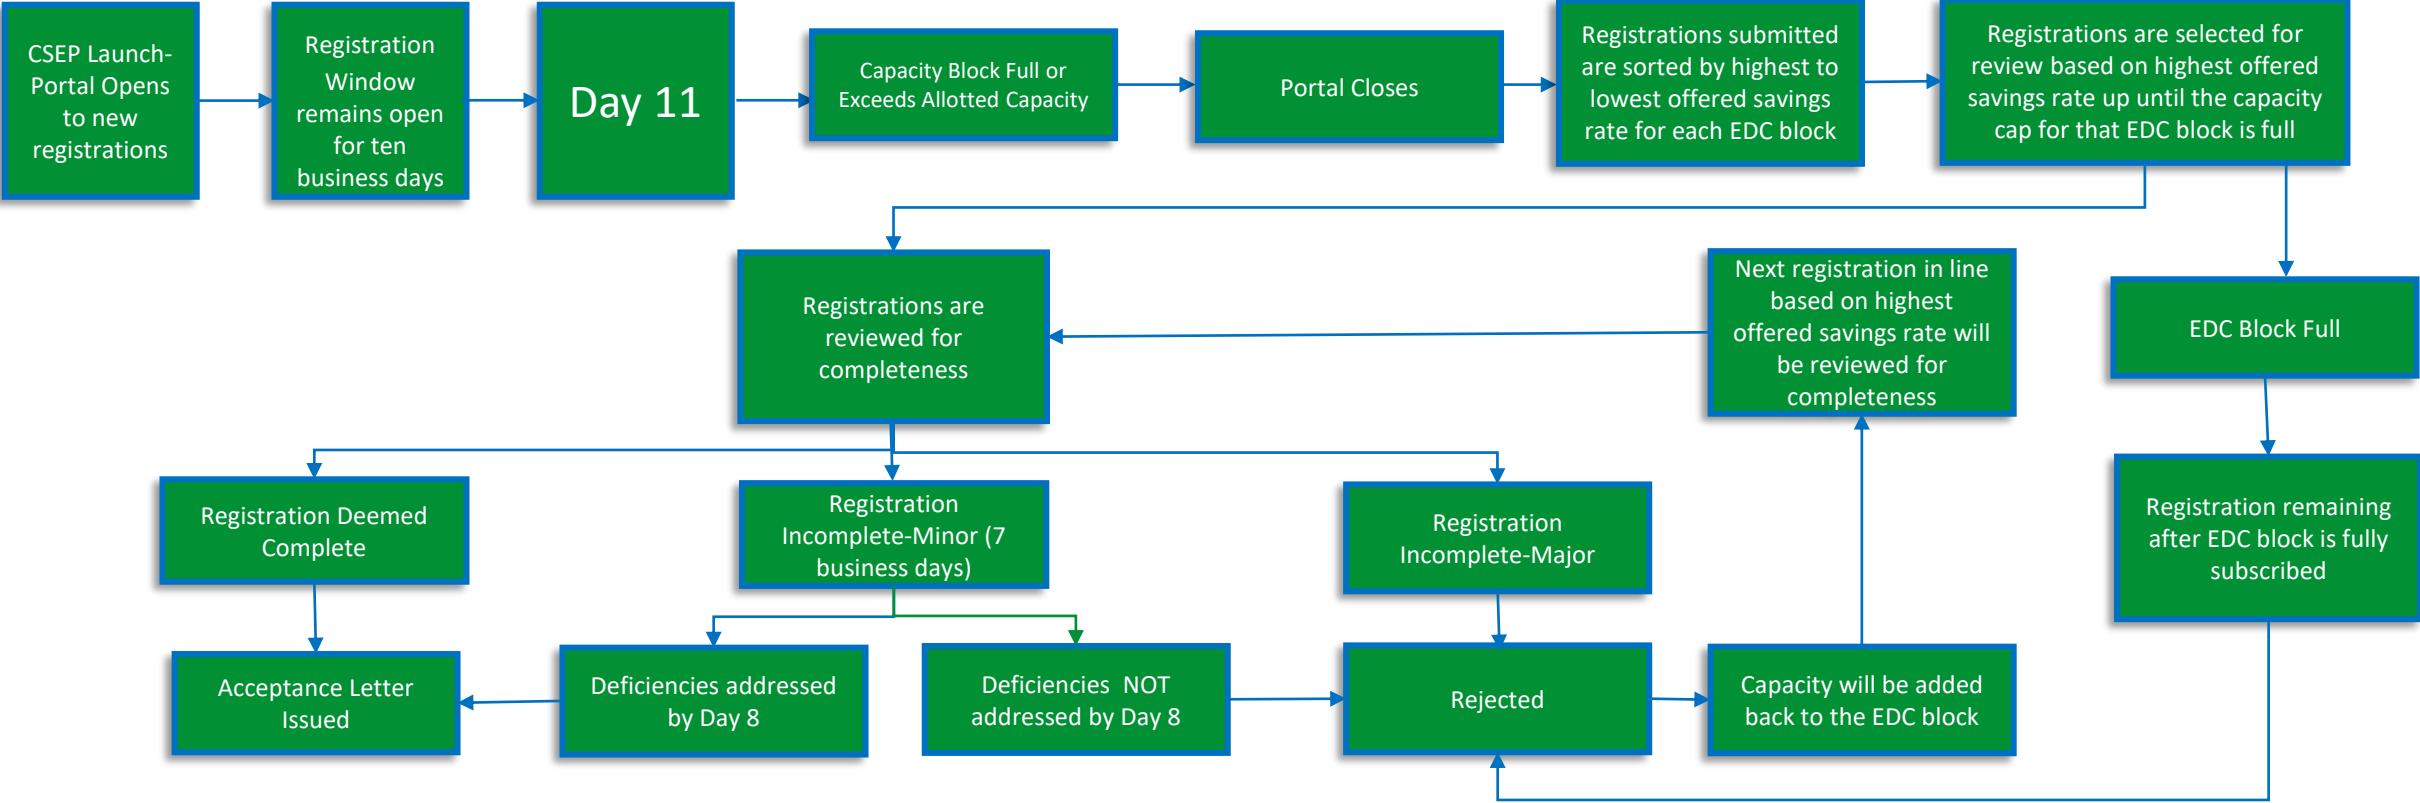 CSEP Launch-
Portal Opens
to new
registrations
Registration
Window
remains open
for ten
business days
Day 11
Capacity Block Full or
Exceeds Allotted Capacity
Portal Closes
Registrations submitted
are sorted by highest to
lowest offered savings
rate for each EDC block
Registrations are selected for
review based on highest offered
savings rate up until the capacity
cap for that EDC block is full
Registrations are
reviewed for
completeness
Next registration in line
based on highest
offered savings rate will
be reviewed for
completeness
EDC Block Full
Registration Deemed
Complete
Registration
Incomplete-Minor (7
business days)
Registration
Incomplete-Major
Registration remaining
after EDC block is fully
subscribed
Acceptance Letter
Issued
Deficiencies addressed
by Day 8
Deficiencies NOT
addressed by Day 8
Rejected
Capacity will be added
back to the EDC block